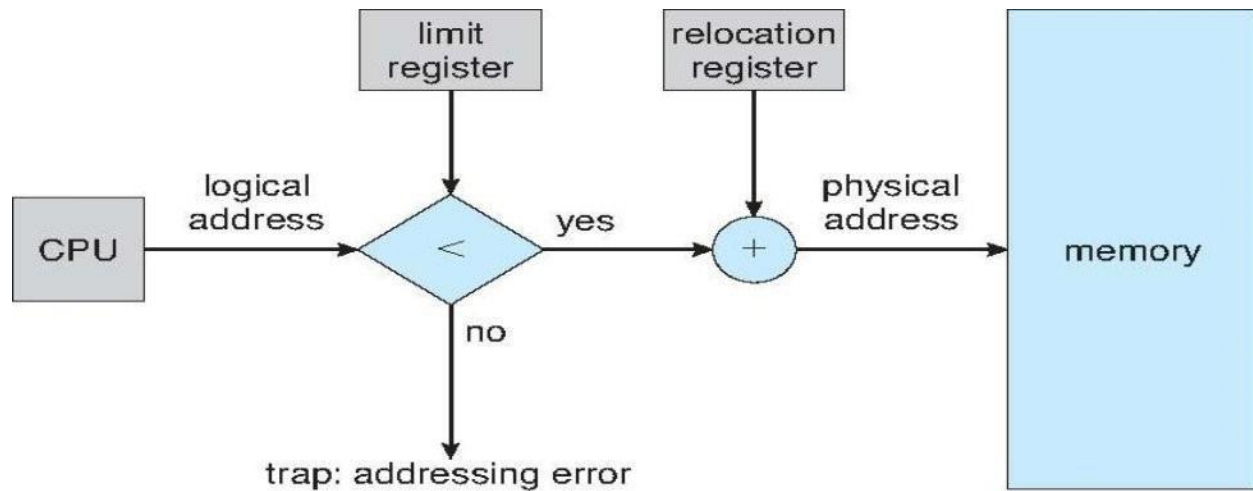 limit
register
relocation
register
CPU
logical
address
<
yes
+
physical
address
memory
no
trap: addressing error